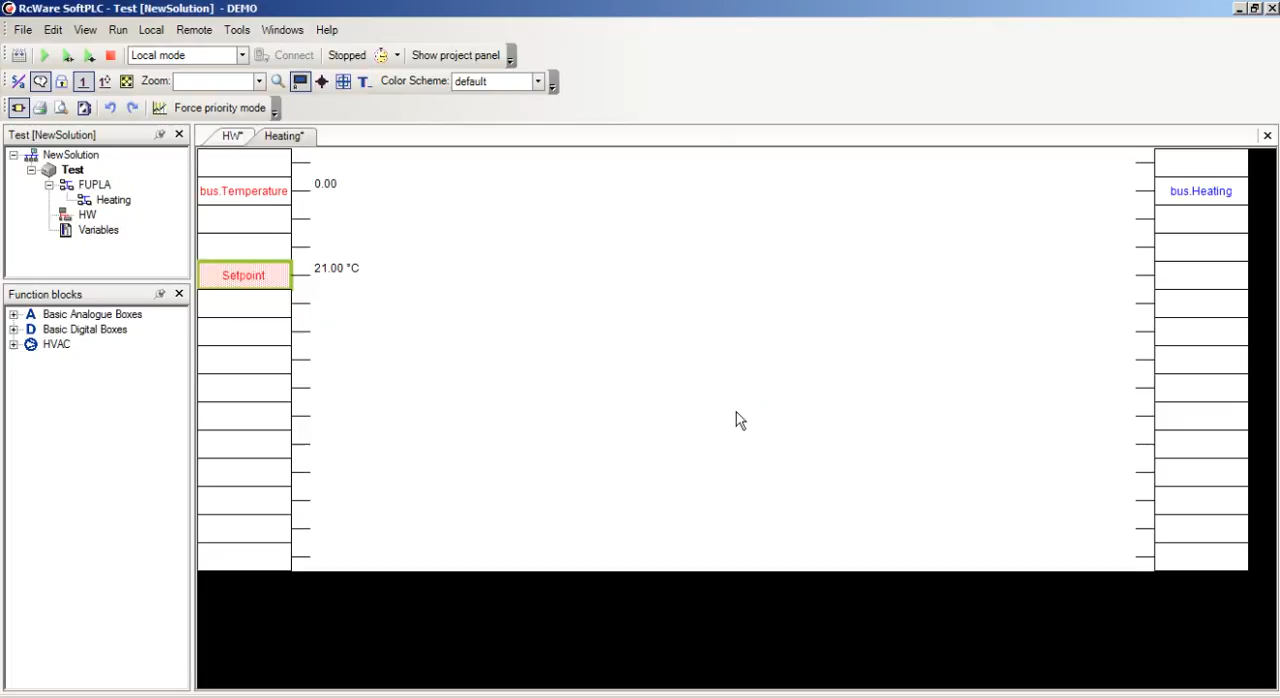 RcWare SoftPLC - Test [NewSolution] - DEMO
File Edit View Run Local Remote Tools Windows Help
Local mode Connect Stopped Show project panel
Zoom: Color Scheme: default
Force priority mode
Test [NewSolution]
NewSolution
Test
FUPLA
Heating
HW
Variables
Function blocks
A Basic Analogue Boxes
D Basic Digital Boxes
HVAC
HW* Heating*
bus.Temperature 0.00 bus.Heating
Setpoint 21.00 °C